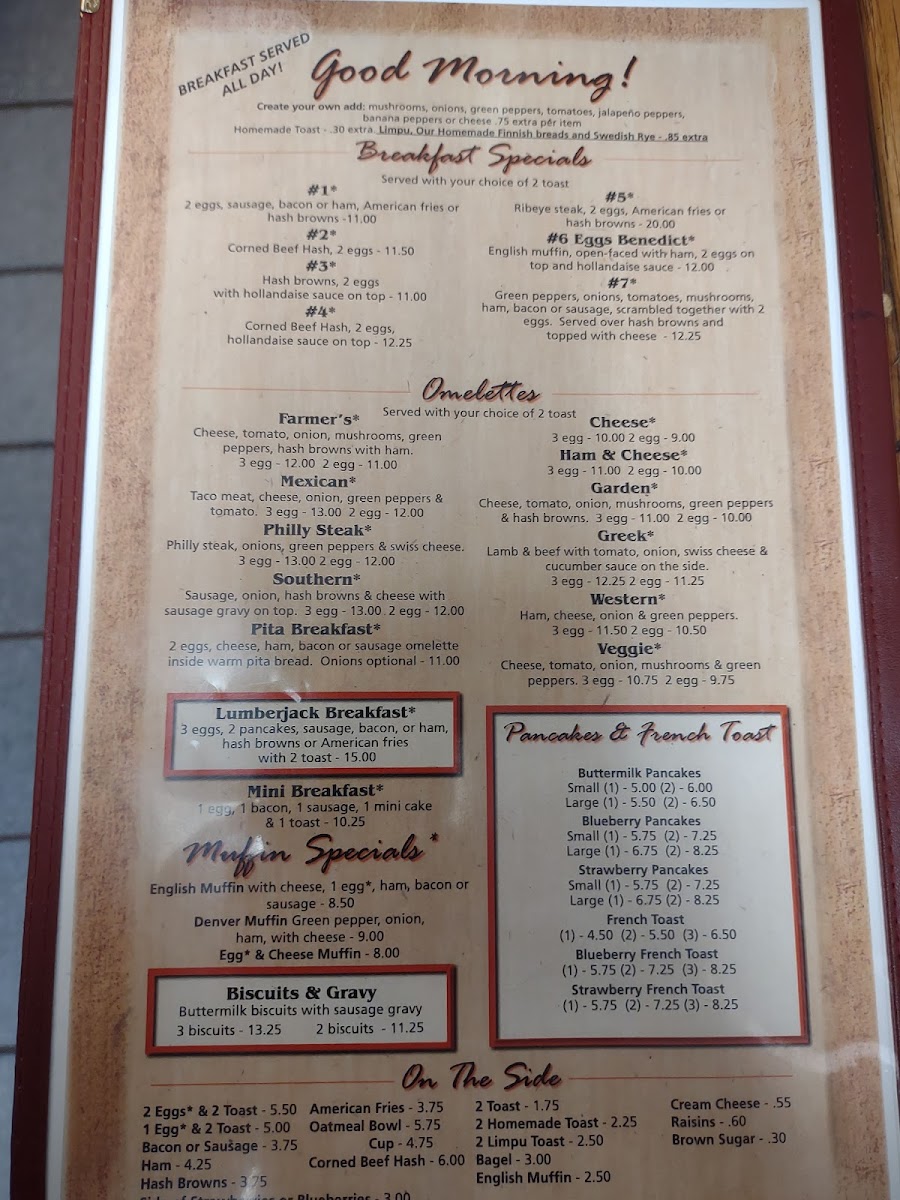 BREAKFAST SERVED
ALL DAY!
Good Morning!
Create your own add: mushrooms, onions, green peppers, tomatoes, jalapeño peppers,
banana peppers or cheese .75 extra per item
Homemade Toast - .30 extra. Limpu, Our Homemade Finnish breads and Swedish Rye - .85 extra
Breakfast Specials
Served with your choice of 2 toast
#1*
2 eggs, sausage, bacon or ham, American fries or
hash browns -11.00
#2*
Corned Beef Hash, 2 eggs - 11.50
#3*
Hash browns, 2 eggs
with hollandaise sauce on top - 11.00
#4*
Corned Beef Hash, 2 eggs,
hollandaise sauce on top - 12.25
#5*
Ribeye steak, 2 eggs, American fries or
hash browns - 20.00
#6 Eggs Benedict*
English muffin, open-faced with ham, 2 eggs on
top and hollandaise sauce - 12.00
#7*
Green peppers, onions, tomatoes, mushrooms,
ham, bacon or sausage, scrambled together with 2
eggs. Served over hash browns and
topped with cheese - 12.25
Omelettes
Served with your choice of 2 toast
Farmer's*
Cheese, tomato, onion, mushrooms, green
peppers, hash browns with ham.
3 egg - 12.00 2 egg - 11.00
Mexican*
Taco meat, cheese, onion, green peppers &
tomato. 3 egg - 13.00 2 egg - 12.00
Philly Steak*
Philly steak, onions, green peppers & swiss cheese.
3 egg - 13.00 2 egg - 12.00
Southern*
Sausage, onion, hash browns & cheese with
sausage gravy on top. 3 egg - 13.00 2 egg - 12.00
Pita Breakfast*
2 eggs, cheese, ham, bacon or sausage omelette
inside warm pita bread. Onions optional - 11.00
Cheese*
3 egg - 10.00 2 egg - 9.00
Ham & Cheese*
3 egg - 11.00 2 egg - 10.00
Garden*
Cheese, tomato, onion, mushrooms, green peppers
& hash browns. 3 egg - 11.00 2 egg - 10.00
Greek*
Lamb & beef with tomato, onion, swiss cheese &
cucumber sauce on the side.
3 egg - 12.25 2 egg - 11.25
Western*
Ham, cheese, onion & green peppers.
3 egg - 11.50 2 egg - 10.50
Veggie*
Cheese, tomato, onion, mushrooms & green
peppers. 3 egg - 10.75 2 egg - 9.75
Lumberjack Breakfast*
3 eggs, 2 pancakes, sausage, bacon, or ham,
hash browns or American fries
with 2 toast - 15.00
Mini Breakfast*
1 egg, 1 bacon, 1 sausage, 1 mini cake
& 1 toast - 10.25
Muffin Specials*
English Muffin with cheese, 1 egg*, ham, bacon or
sausage - 8.50
Denver Muffin Green pepper, onion,
ham, with cheese - 9.00
Egg* & Cheese Muffin - 8.00
Biscuits & Gravy
Buttermilk biscuits with sausage gravy
3 biscuits - 13.25 2 biscuits - 11.25
Pancakes & French Toast
Buttermilk Pancakes
Small (1) - 5.00 (2) - 6.00
Large (1) - 5.50 (2) - 6.50
Blueberry Pancakes
Small (1) - 5.75 (2) - 7.25
Large (1) - 6.75 (2) - 8.25
Strawberry Pancakes
Small (1) - 5.75 (2) - 7.25
Large (1) - 6.75 (2) - 8.25
French Toast
(1) - 4.50 (2) - 5.50 (3) - 6.50
Blueberry French Toast
(1) - 5.75 (2) - 7.25 (3) - 8.25
Strawberry French Toast
(1) - 5.75 (2) - 7.25 (3) - 8.25
On The Side
2 Eggs* & 2 Toast - 5.50
1 Egg* & 2 Toast - 5.00
Bacon or Sausage - 3.75
Ham - 4.25
Hash Browns - 3.75
Side of Strawberries or Blueberries - 3.00
American Fries - 3.75
Oatmeal Bowl - 5.75
Cup - 4.75
Corned Beef Hash - 6.00
2 Toast - 1.75
2 Homemade Toast - 2.25
2 Limpu Toast - 2.50
Bagel - 3.00
English Muffin - 2.50
Cream Cheese - .55
Raisins - .60
Brown Sugar - .30